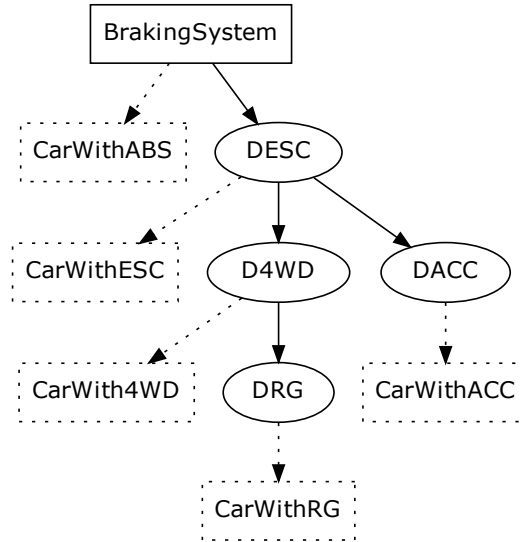 BrakingSystem
CarWithABS
DESC
CarWithESC
D4WD
DACC
CarWith4WD
DRG
CarWithACC
CarWithRG